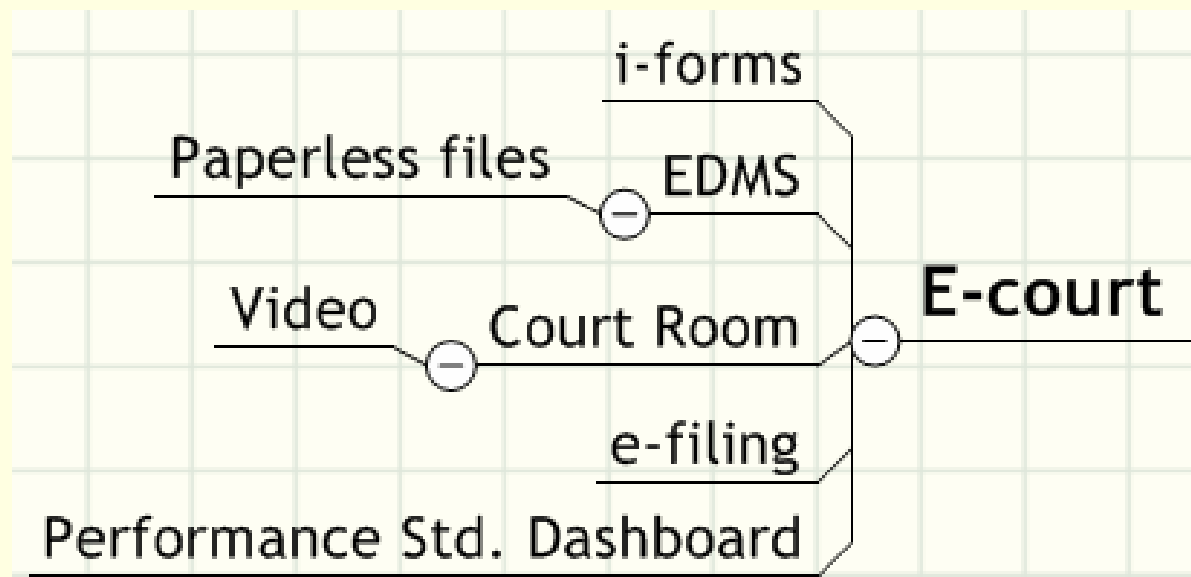 i-forms
Paperless files
EDMS
E-court
Video
Court Room
e-filing
Performance Std. Dashboard